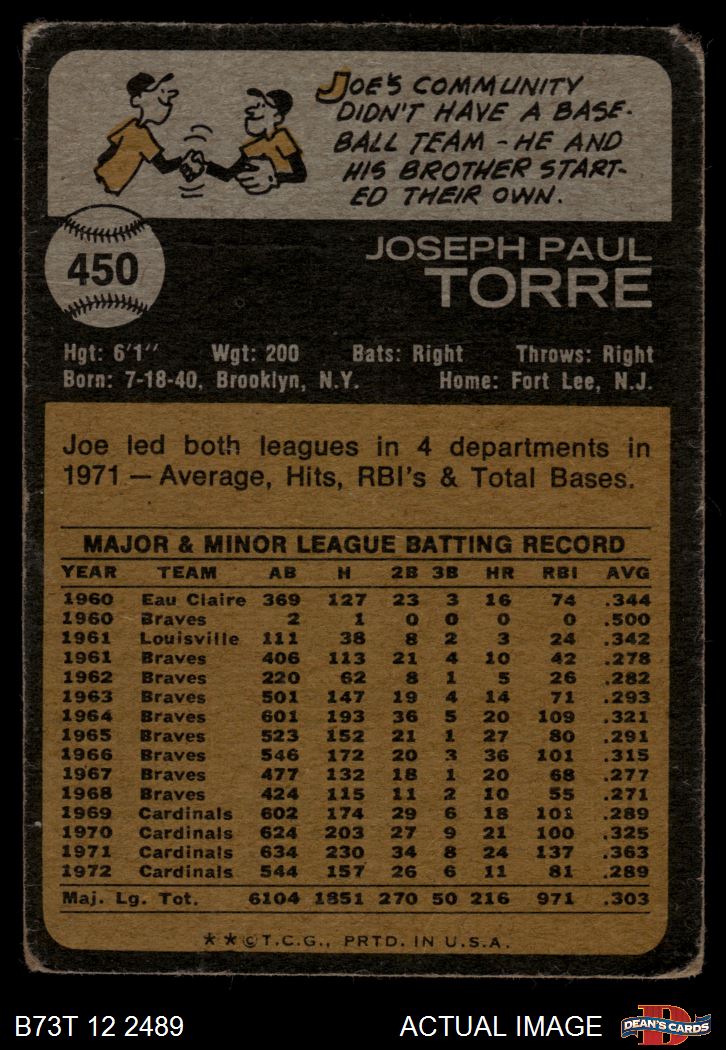 JOE'S COMMUNITY
DIDN'T HAVE A BASE-
BALL TEAM - HE AND
HIS BROTHER START-
ED THEIR OWN.
450
JOSEPH PAUL
TORRE
Hgt: 6'1" Wgt: 200 Bats: Right Throws: Right
Born: 7-18-40, Brooklyn, N.Y. Home: Fort Lee, N.J.
Joe led both leagues in 4 departments in
1971 — Average, Hits, RBI's & Total Bases.
MAJOR & MINOR LEAGUE BATTING RECORD
YEAR TEAM AB H 2B 3B HR RBI AVG
1960 Eau Claire 369 127 23 3 16 74 .344
1960 Braves 2 1 0 0 0 0 .500
1961 Louisville 111 38 8 2 3 24 .342
1961 Braves 406 113 21 4 10 42 .278
1962 Braves 220 62 8 1 5 26 .282
1963 Braves 501 147 19 4 14 71 .293
1964 Braves 601 193 36 5 20 109 .321
1965 Braves 523 152 21 1 27 80 .291
1966 Braves 546 172 20 3 36 101 .315
1967 Braves 477 132 18 1 20 68 .277
1968 Braves 424 115 11 2 10 55 .271
1969 Cardinals 602 174 29 6 18 101 .289
1970 Cardinals 624 203 27 9 21 100 .325
1971 Cardinals 634 230 34 8 24 137 .363
1972 Cardinals 544 157 26 6 11 81 .289
Maj. Lg. Tot. 6104 1851 270 50 216 971 .303
**©T.C.G., PRTD. IN U.S.A.
B73T 12 2489 ACTUAL IMAGE
D
DEAN'S CARDS